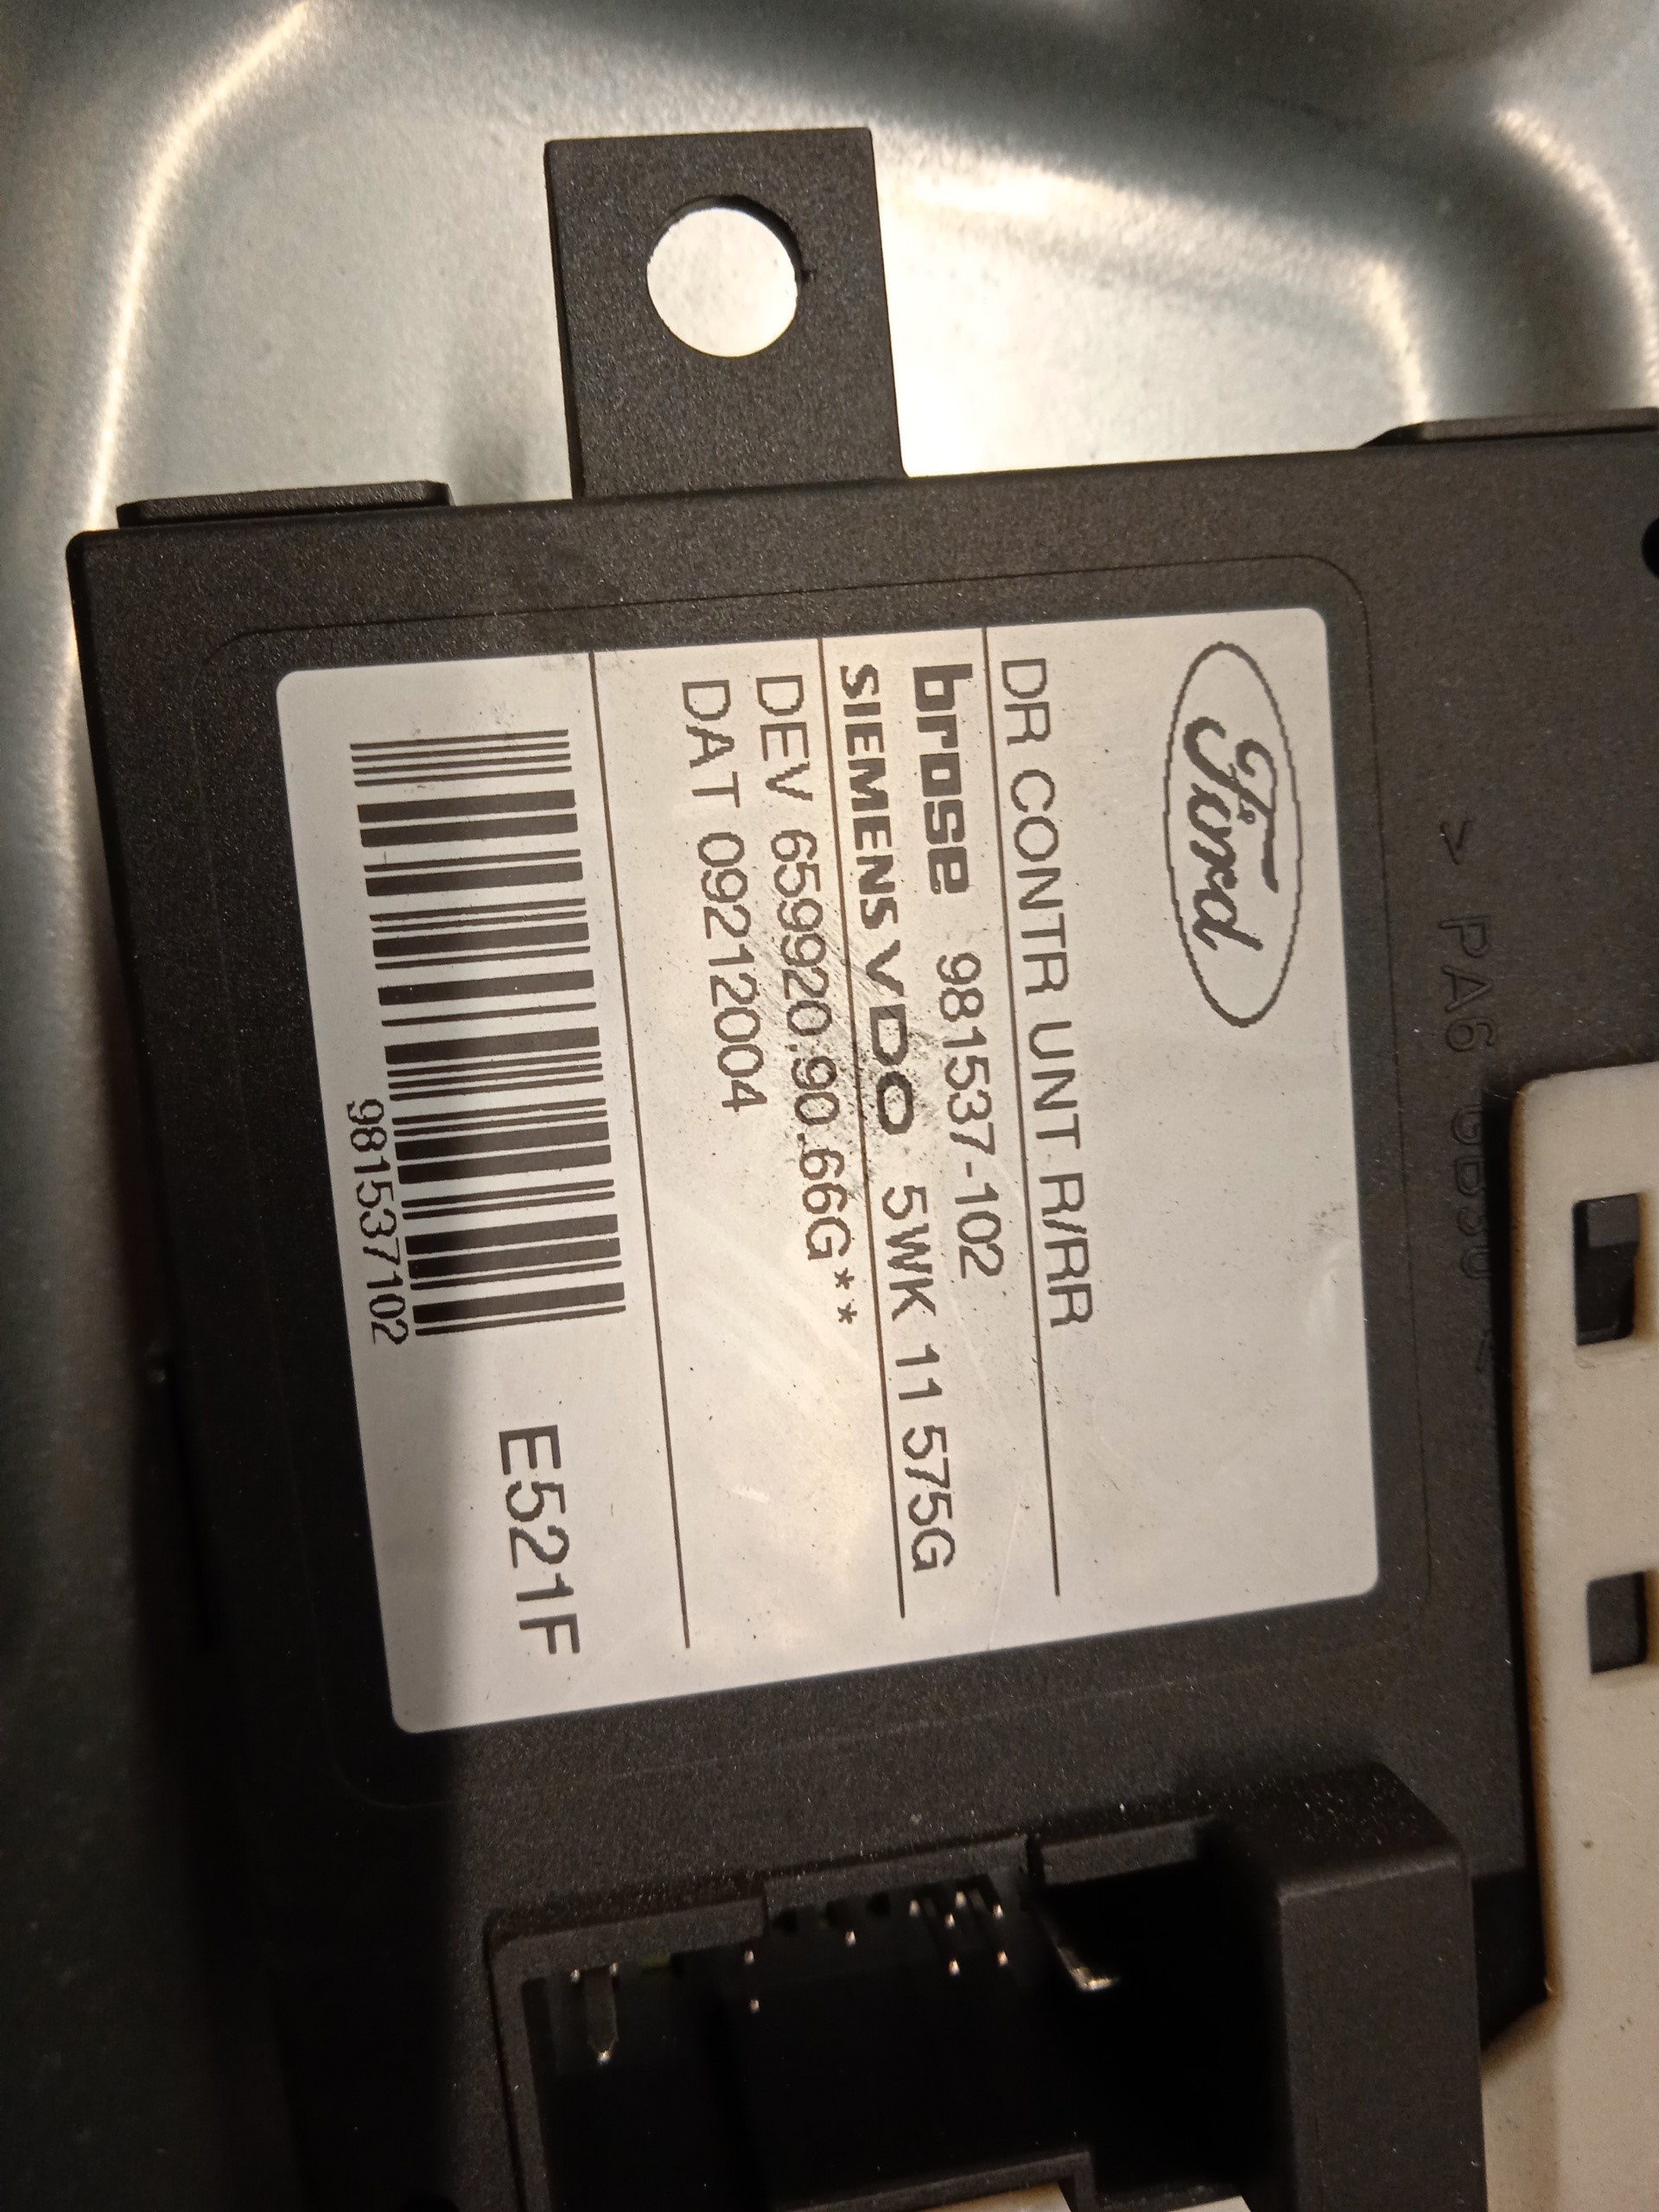 > PA6 GB30 <
Ford
DR CONTR UNT R/RR
brose 981537-102
SIEMENS VDO 5WK 11 575G
DEV 659920.90.66G**
DAT 09212004
981537102
E521F